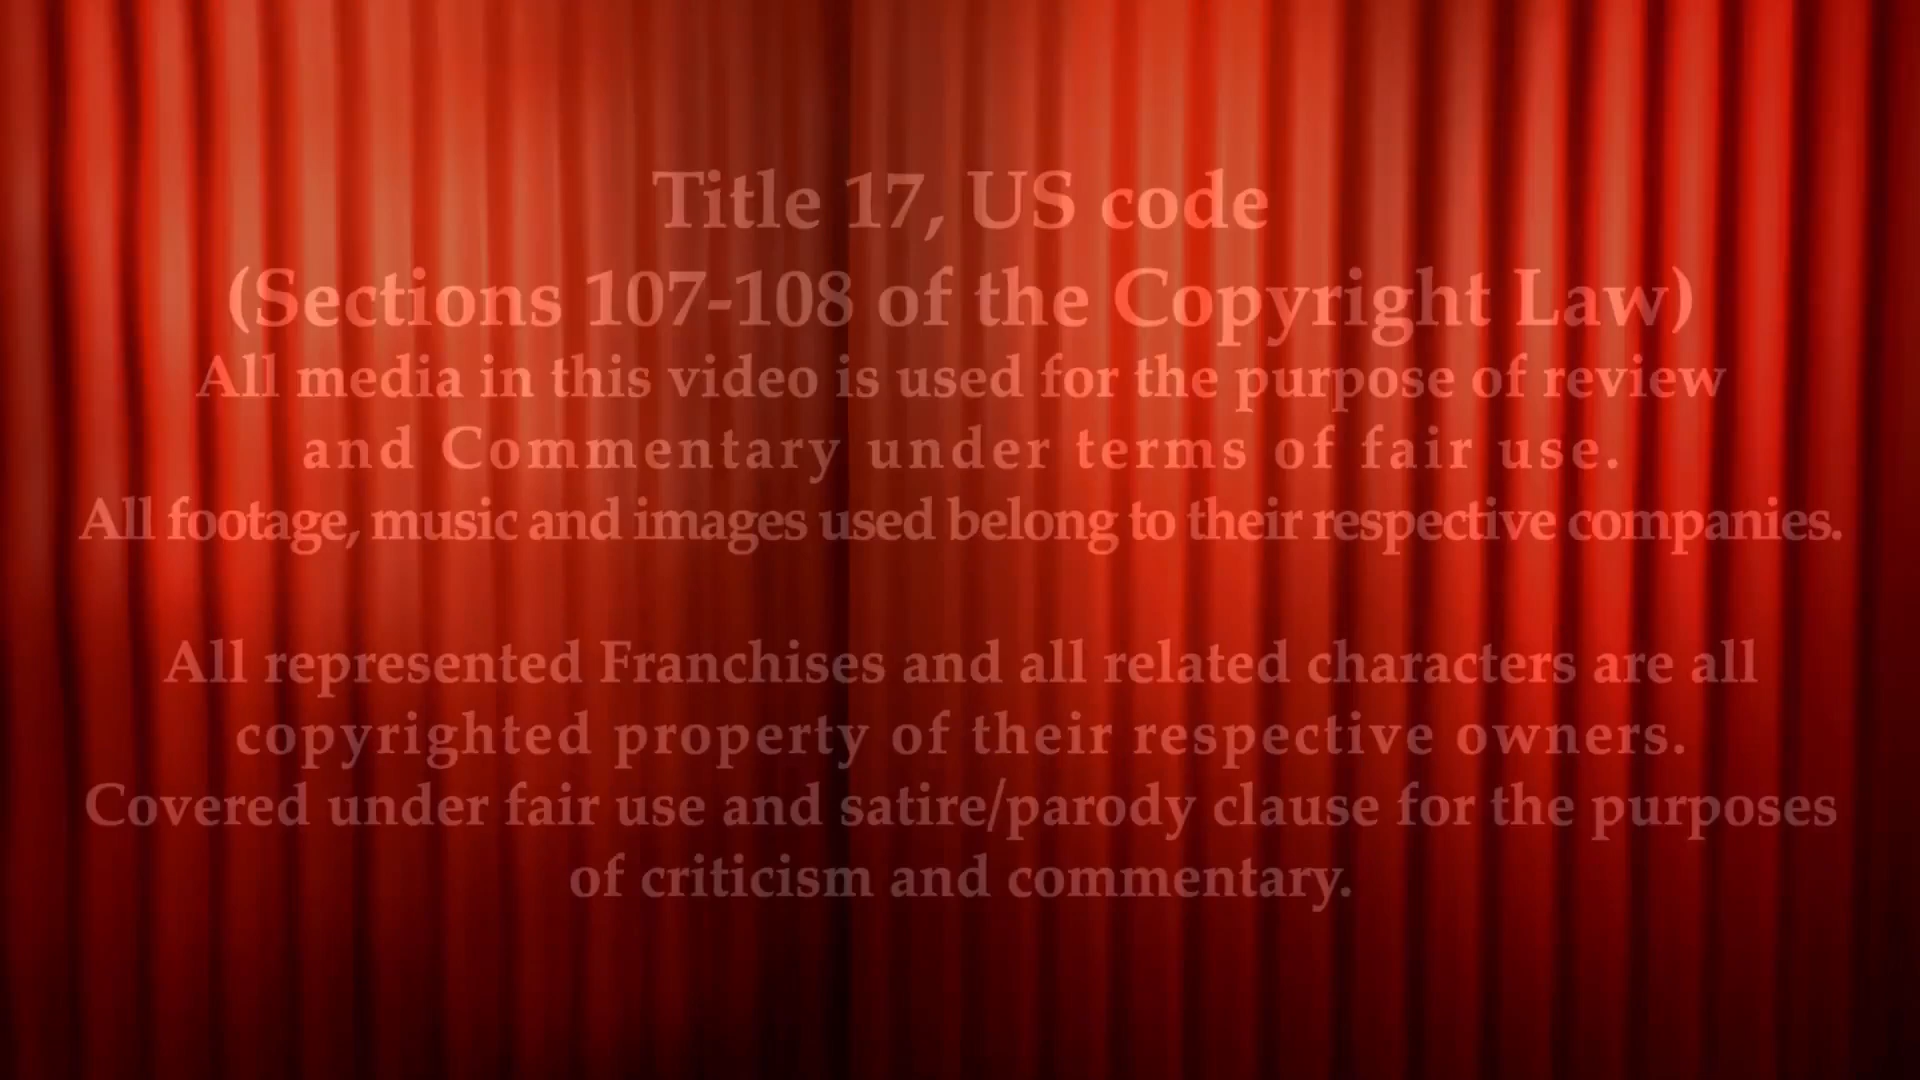 Title 17, US code
(Sections 107-108 of the Copyright Law)
All media in this video is used for the purpose of review
and Commentary under terms of fair use.
All footage, music and images used belong to their respective companies.
All represented Franchises and all related characters are all
copyrighted property of their respective owners.
Covered under fair use and satire/parody clause for the purposes
of criticism and commentary.